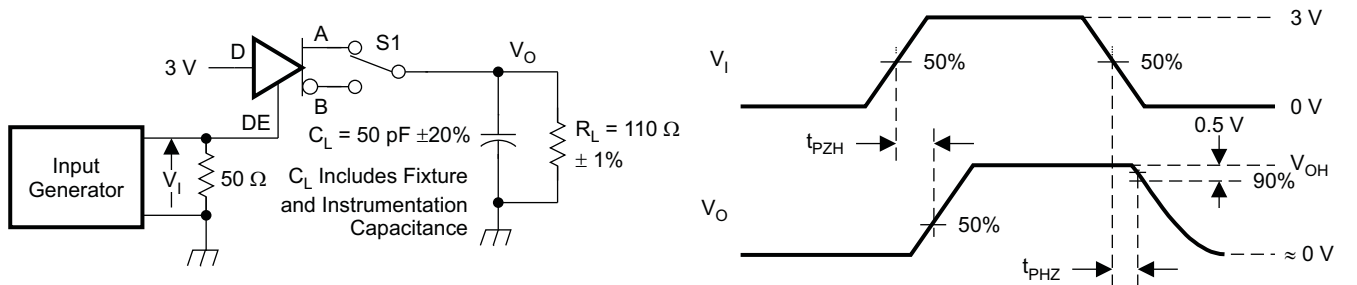 3 V
D
A
S1
B
DE
V_O
Input
Generator
V_I
50 Ω
C_L = 50 pF ±20%
C_L Includes Fixture
and Instrumentation
Capacitance
R_L = 110 Ω
± 1%
V_I
50%
50%
3 V
0 V
t_PZH
0.5 V
V_OH
90%
V_O
50%
t_PHZ
≈ 0 V